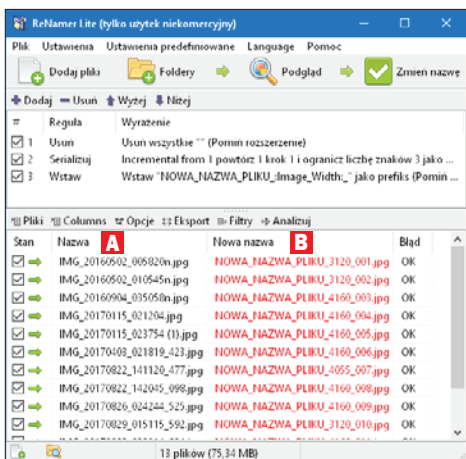 ReNamer Lite (tylko użytek niekomercyjny)
Plik Ustawienia Ustawienia predefiniowane Language Pomoc
Dodaj pliki Foldery Podgląd Zmień nazwę
Dodaj Usuń Wyżej Niżej
# Reguła Wyrażenie
1 Usuń Usuń wszystkie "" (Pomiń rozszerzenie)
2 Serializuj Incremental from 1 powtórz 1 krok 1 i ogranicz liczbę znaków 3 jako ...
3 Wstaw Wstaw "NOWA_NAZWA_PLIKU_:Image_Width:_" jako prefiks (Pomiń ...
Pliki Columns Opcje Eksport Filtry Analizuj
Stan Nazwa A Nowa nazwa B Błąd
IMG_20160502_005820n.jpg NOWA_NAZWA_PLIKU_3120_001.jpg OK
IMG_20160502_010545n.jpg NOWA_NAZWA_PLIKU_3120_002.jpg OK
IMG_20160904_035058n.jpg NOWA_NAZWA_PLIKU_4160_003.jpg OK
IMG_20170115_021204.jpg NOWA_NAZWA_PLIKU_4160_004.jpg OK
IMG_20170115_023754 (1).jpg NOWA_NAZWA_PLIKU_4160_005.jpg OK
IMG_20170403_021819_423.jpg NOWA_NAZWA_PLIKU_4160_006.jpg OK
IMG_20170822_141120_477.jpg NOWA_NAZWA_PLIKU_4055_007.jpg OK
IMG_20170822_142045_098.jpg NOWA_NAZWA_PLIKU_4160_008.jpg OK
IMG_20170826_024244_525.jpg NOWA_NAZWA_PLIKU_4160_009.jpg OK
IMG_20170829_015115_592.jpg NOWA_NAZWA_PLIKU_3120_010.jpg OK
13 plików (75,34 MB)